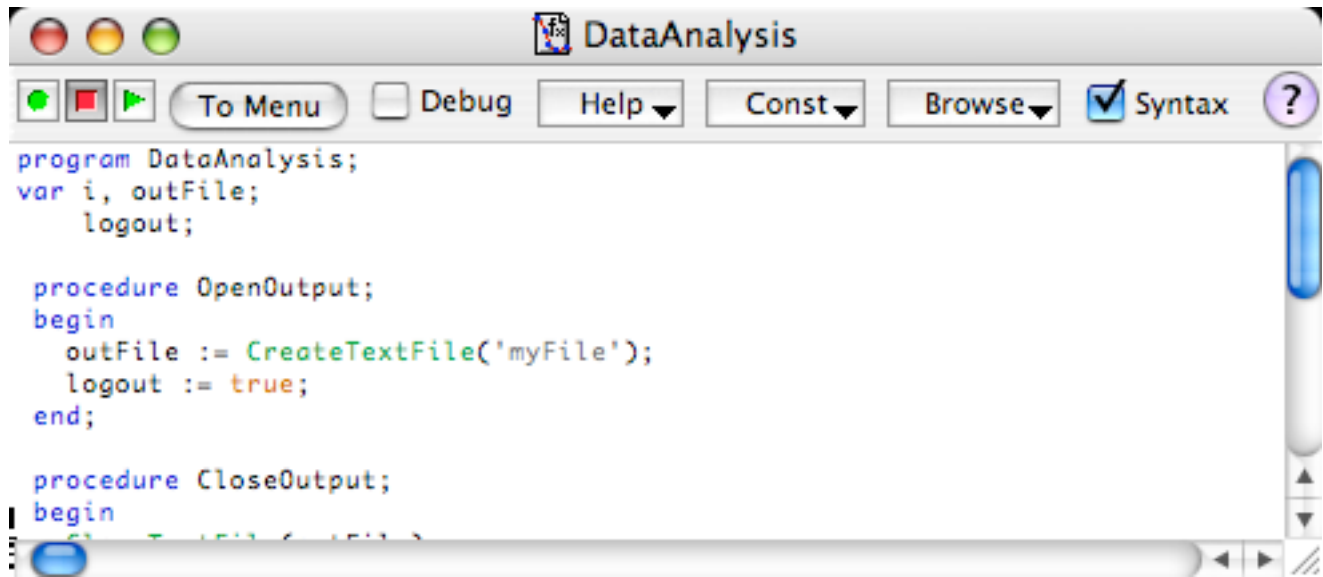 DataAnalysis
To Menu Debug Help Const Browse Syntax ?
program DataAnalysis;
var i, outFile;
    logout;
procedure OpenOutput;
begin
  outFile := CreateTextFile('myFile');
  logout := true;
end;
procedure CloseOutput;
begin